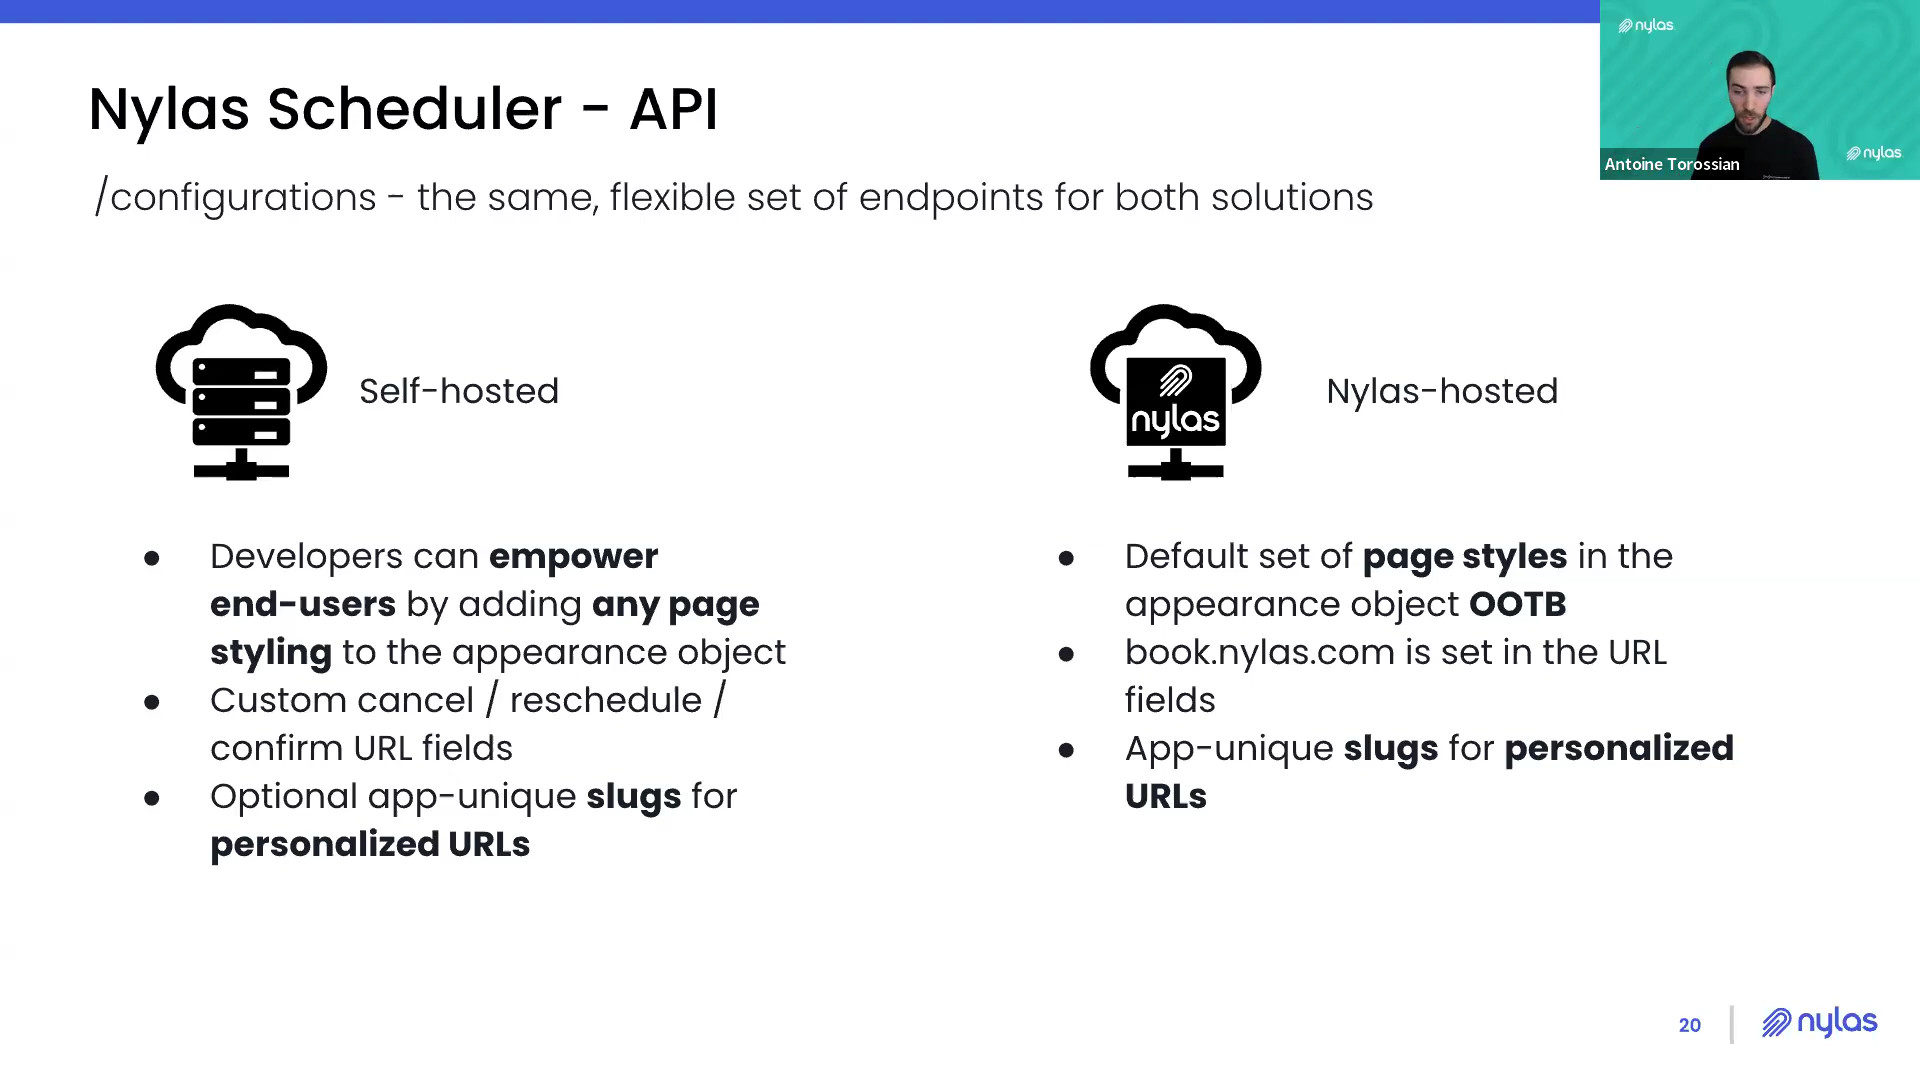 nylas
Antoine Torossian
nylas
Nylas Scheduler - API
/configurations - the same, flexible set of endpoints for both solutions
Self-hosted
Developers can empower
end-users by adding any page
styling to the appearance object
Custom cancel / reschedule /
confirm URL fields
Optional app-unique slugs for
personalized URLs
nylas
Nylas-hosted
Default set of page styles in the
appearance object OOTB
book.nylas.com is set in the URL
fields
App-unique slugs for personalized
URLs
20
nylas